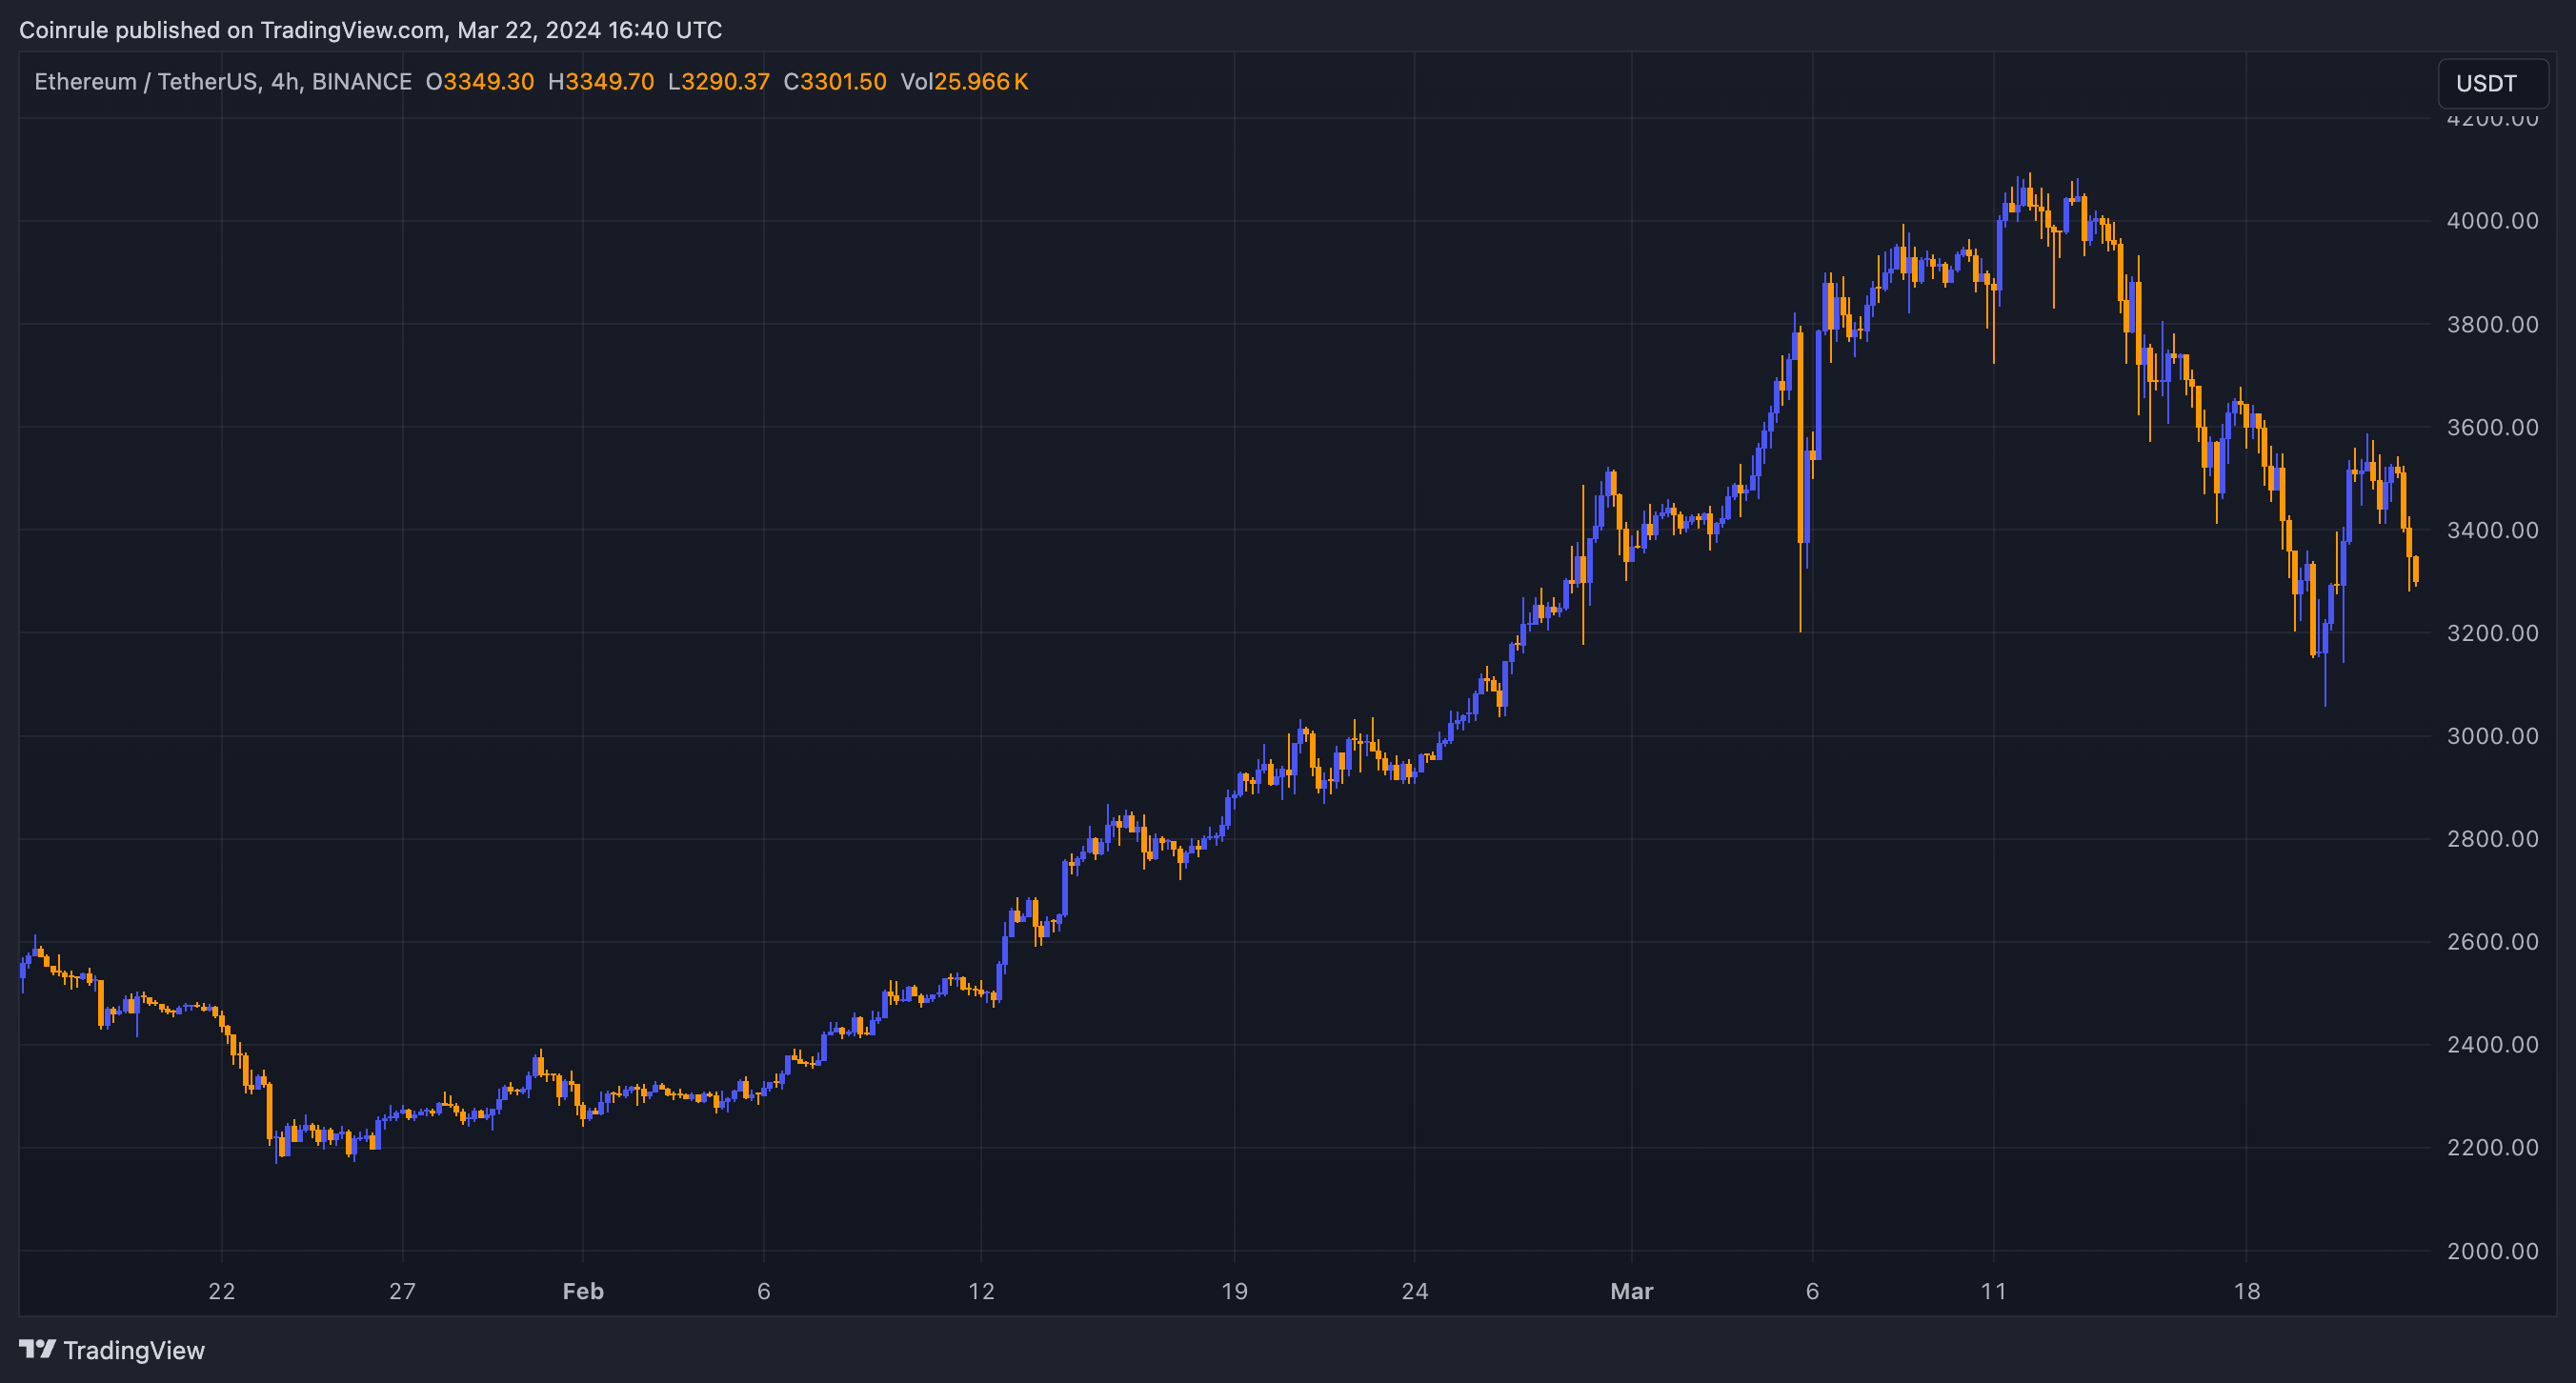 Coinrule published on TradingView.com, Mar 22, 2024 16:40 UTC
Ethereum / TetherUS, 4h, BINANCE O3349.30 H3349.70 L3290.37 C3301.50 Vol25.966 K
USDT
4200.00
4000.00
3800.00
3600.00
3400.00
3200.00
3000.00
2800.00
2600.00
2400.00
2200.00
2000.00
22 27 Feb 6 12 19 24 Mar 6 11 18
TradingView